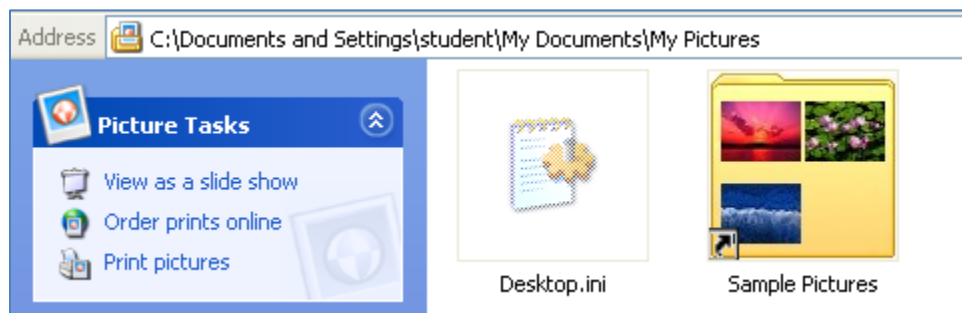 Address C:\Documents and Settings\student\My Documents\My Pictures
Picture Tasks
View as a slide show
Order prints online
Print pictures
Desktop.ini
Sample Pictures